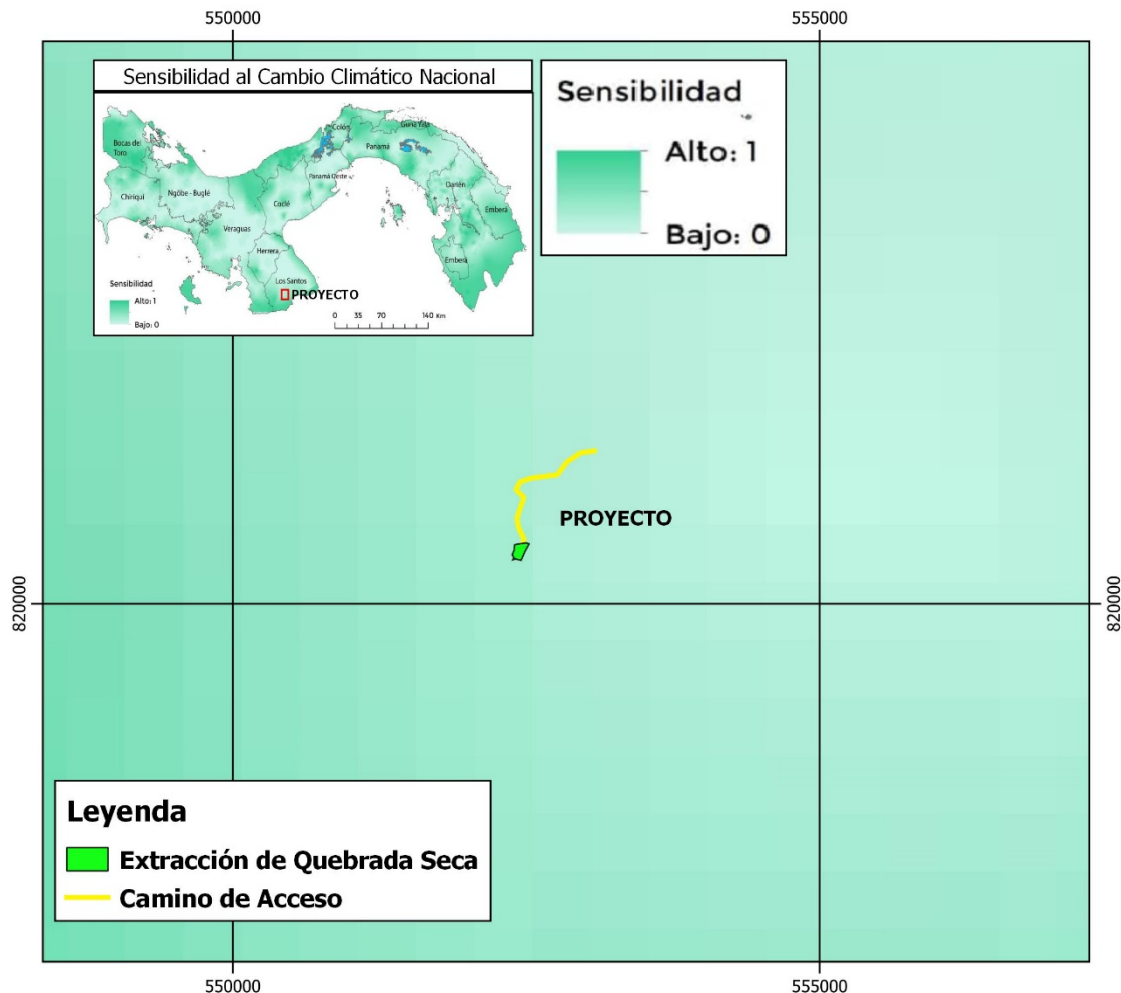 550000
555000
Sensibilidad al Cambio Climático Nacional
Bocas del
Toro
Chiriquí
Ngöbe - Buglé
Veraguas
Herrera
Los Santos
Coclé
Colón
Panamá Oeste
Panamá
Guna Yala
Darién
Emberá
Emberá
Sensibilidad
Alto: 1
Bajo: 0
PROYECTO
0 35 70 140 Km
Sensibilidad
Alto: 1
Bajo: 0
PROYECTO
820000
820000
Leyenda
Extracción de Quebrada Seca
Camino de Acceso
550000
555000